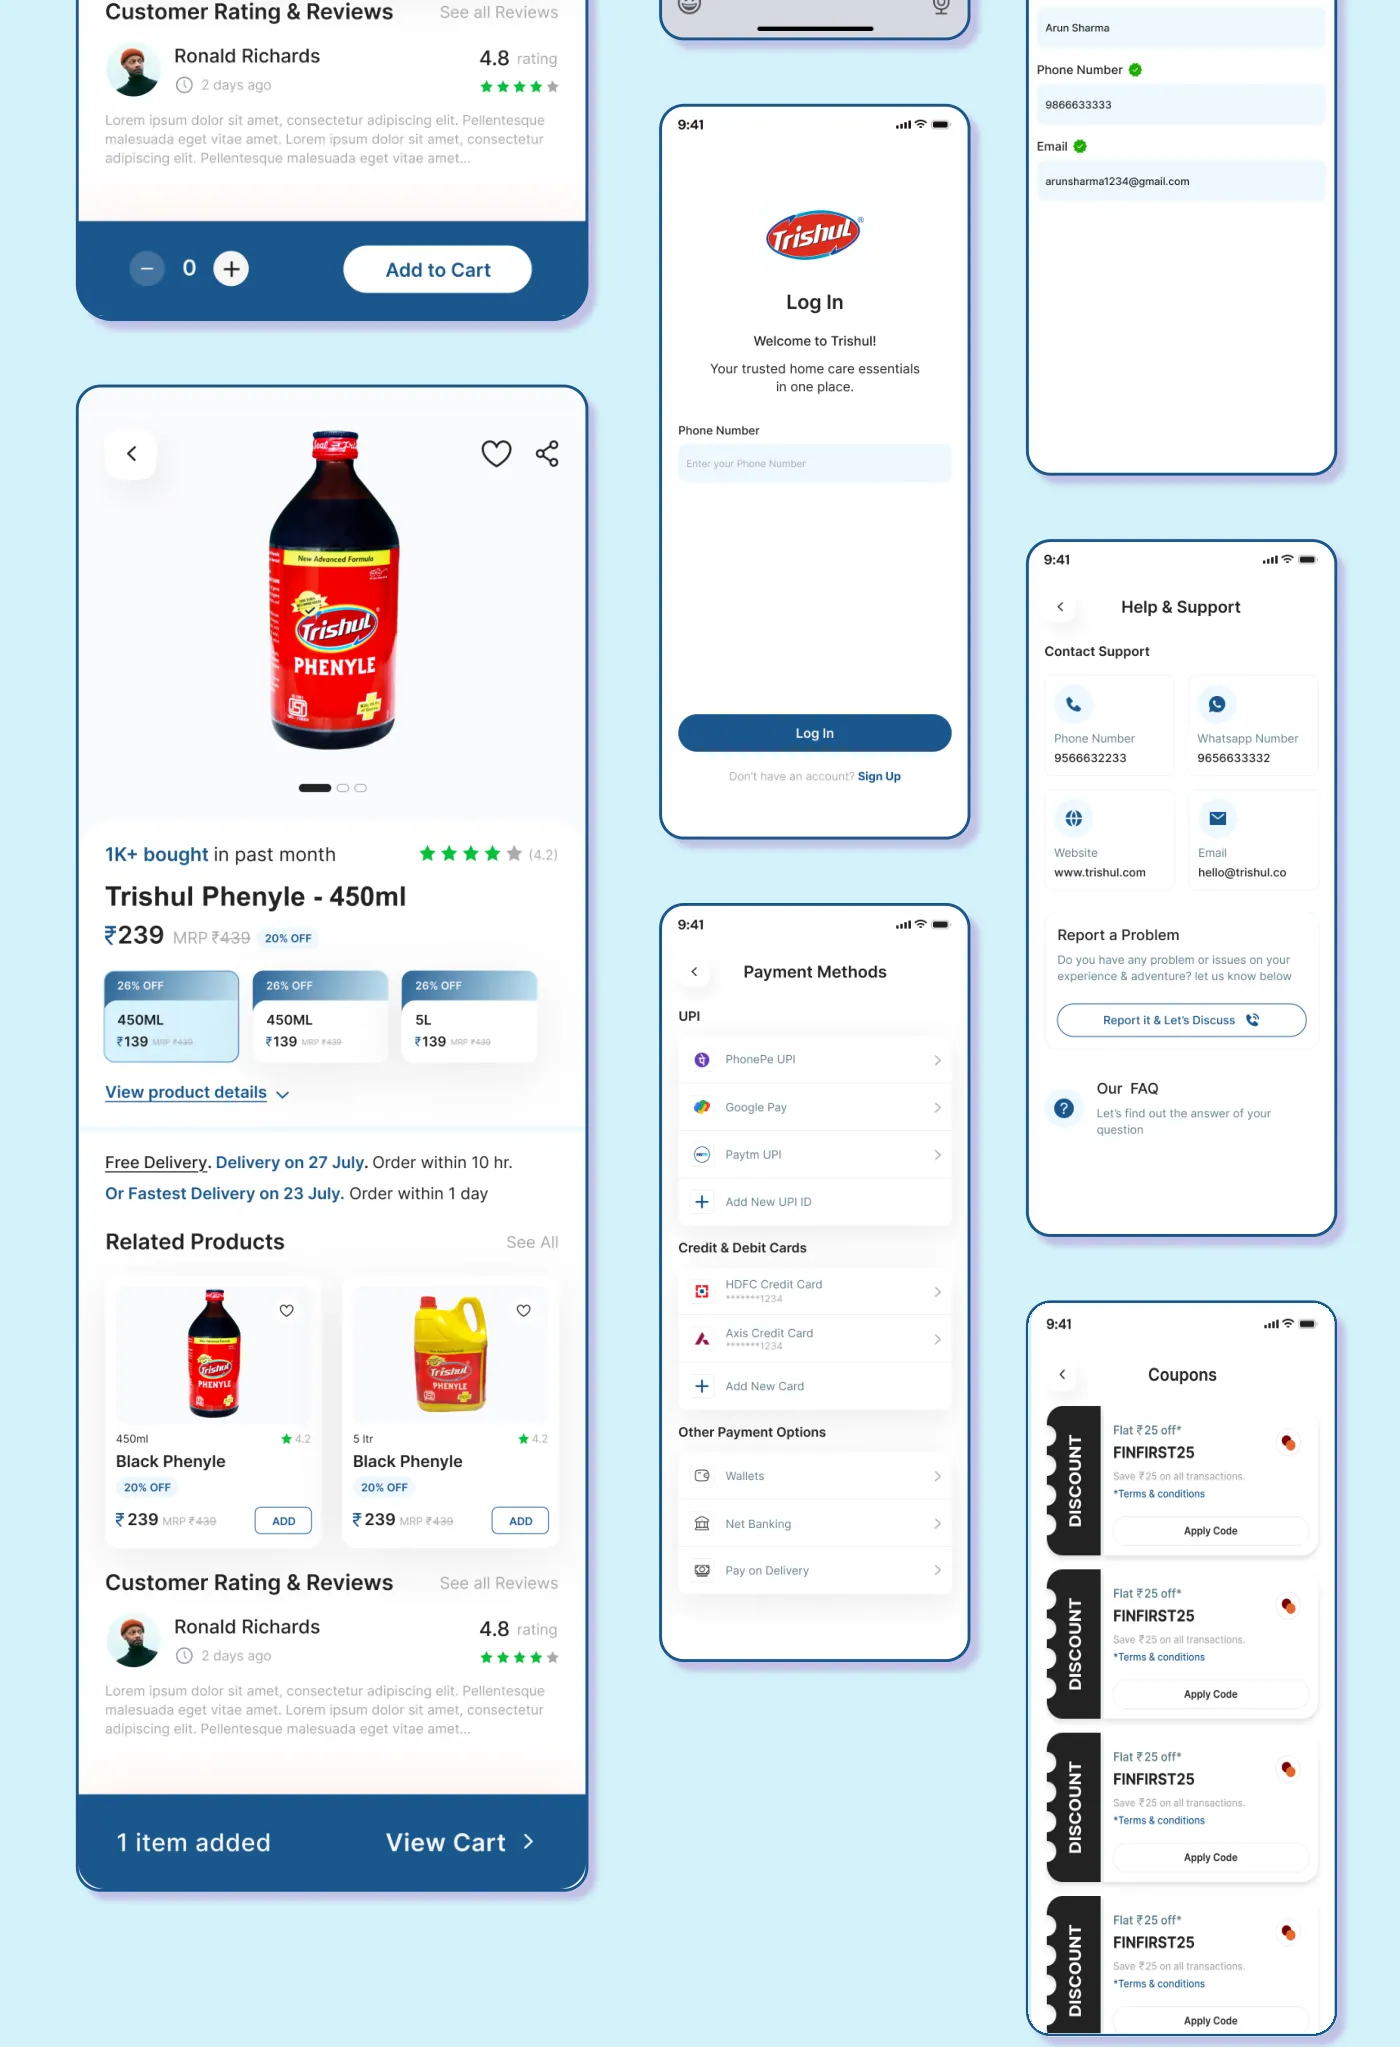 Customer Rating & Reviews
See all Reviews
Ronald Richards
4.8 rating
2 days ago
Lorem ipsum dolor sit amet, consectetur adipiscing elit. Pellentesque
malesuada eget vitae amet. Lorem ipsum dolor sit amet, consectetur
adipiscing elit. Pellentesque malesuada eget vitae amet...
0
Add to Cart
New Advanced Formula
Trishul
PHENYLE
1K+ bought in past month
(4.2)
Trishul Phenyle - 450ml
₹239 MRP ₹439 20% OFF
26% OFF
450ML
₹139 MRP ₹439
26% OFF
450ML
₹139 MRP ₹439
26% OFF
5L
₹139 MRP ₹439
View product details
Free Delivery. Delivery on 27 July. Order within 10 hr.
Or Fastest Delivery on 23 July. Order within 1 day
Related Products
See All
Trishul
PHENYLE
450ml
4.2
Black Phenyle
20% OFF
₹ 239 MRP ₹439
ADD
Trishul
PHENYLE
5 ltr
4.2
Black Phenyle
20% OFF
₹ 239 MRP ₹439
ADD
Customer Rating & Reviews
See all Reviews
Ronald Richards
4.8 rating
2 days ago
Lorem ipsum dolor sit amet, consectetur adipiscing elit. Pellentesque
malesuada eget vitae amet. Lorem ipsum dolor sit amet, consectetur
adipiscing elit. Pellentesque malesuada eget vitae amet...
1 item added
View Cart
9:41
Trishul®
Log In
Welcome to Trishul!
Your trusted home care essentials
in one place.
Phone Number
Enter your Phone Number
Log In
Don't have an account? Sign Up
9:41
Payment Methods
UPI
PhonePe UPI
Google Pay
Paytm UPI
Add New UPI ID
Credit & Debit Cards
HDFC Credit Card
*******1234
Axis Credit Card
*******1234
Add New Card
Other Payment Options
Wallets
Net Banking
Pay on Delivery
Arun Sharma
Phone Number
9866633333
Email
arunsharma1234@gmail.com
9:41
Help & Support
Contact Support
Phone Number
9566632233
Whatsapp Number
9656633332
Website
www.trishul.com
Email
hello@trishul.co
Report a Problem
Do you have any problem or issues on your
experience & adventure? let us know below
Report it & Let's Discuss
Our FAQ
Let's find out the answer of your
question
9:41
Coupons
DISCOUNT
Flat ₹25 off*
FINFIRST25
Save ₹25 on all transactions.
*Terms & conditions
Apply Code
DISCOUNT
Flat ₹25 off*
FINFIRST25
Save ₹25 on all transactions.
*Terms & conditions
Apply Code
DISCOUNT
Flat ₹25 off*
FINFIRST25
Save ₹25 on all transactions.
*Terms & conditions
Apply Code
DISCOUNT
Flat ₹25 off*
FINFIRST25
Save ₹25 on all transactions.
*Terms & conditions
Apply Code